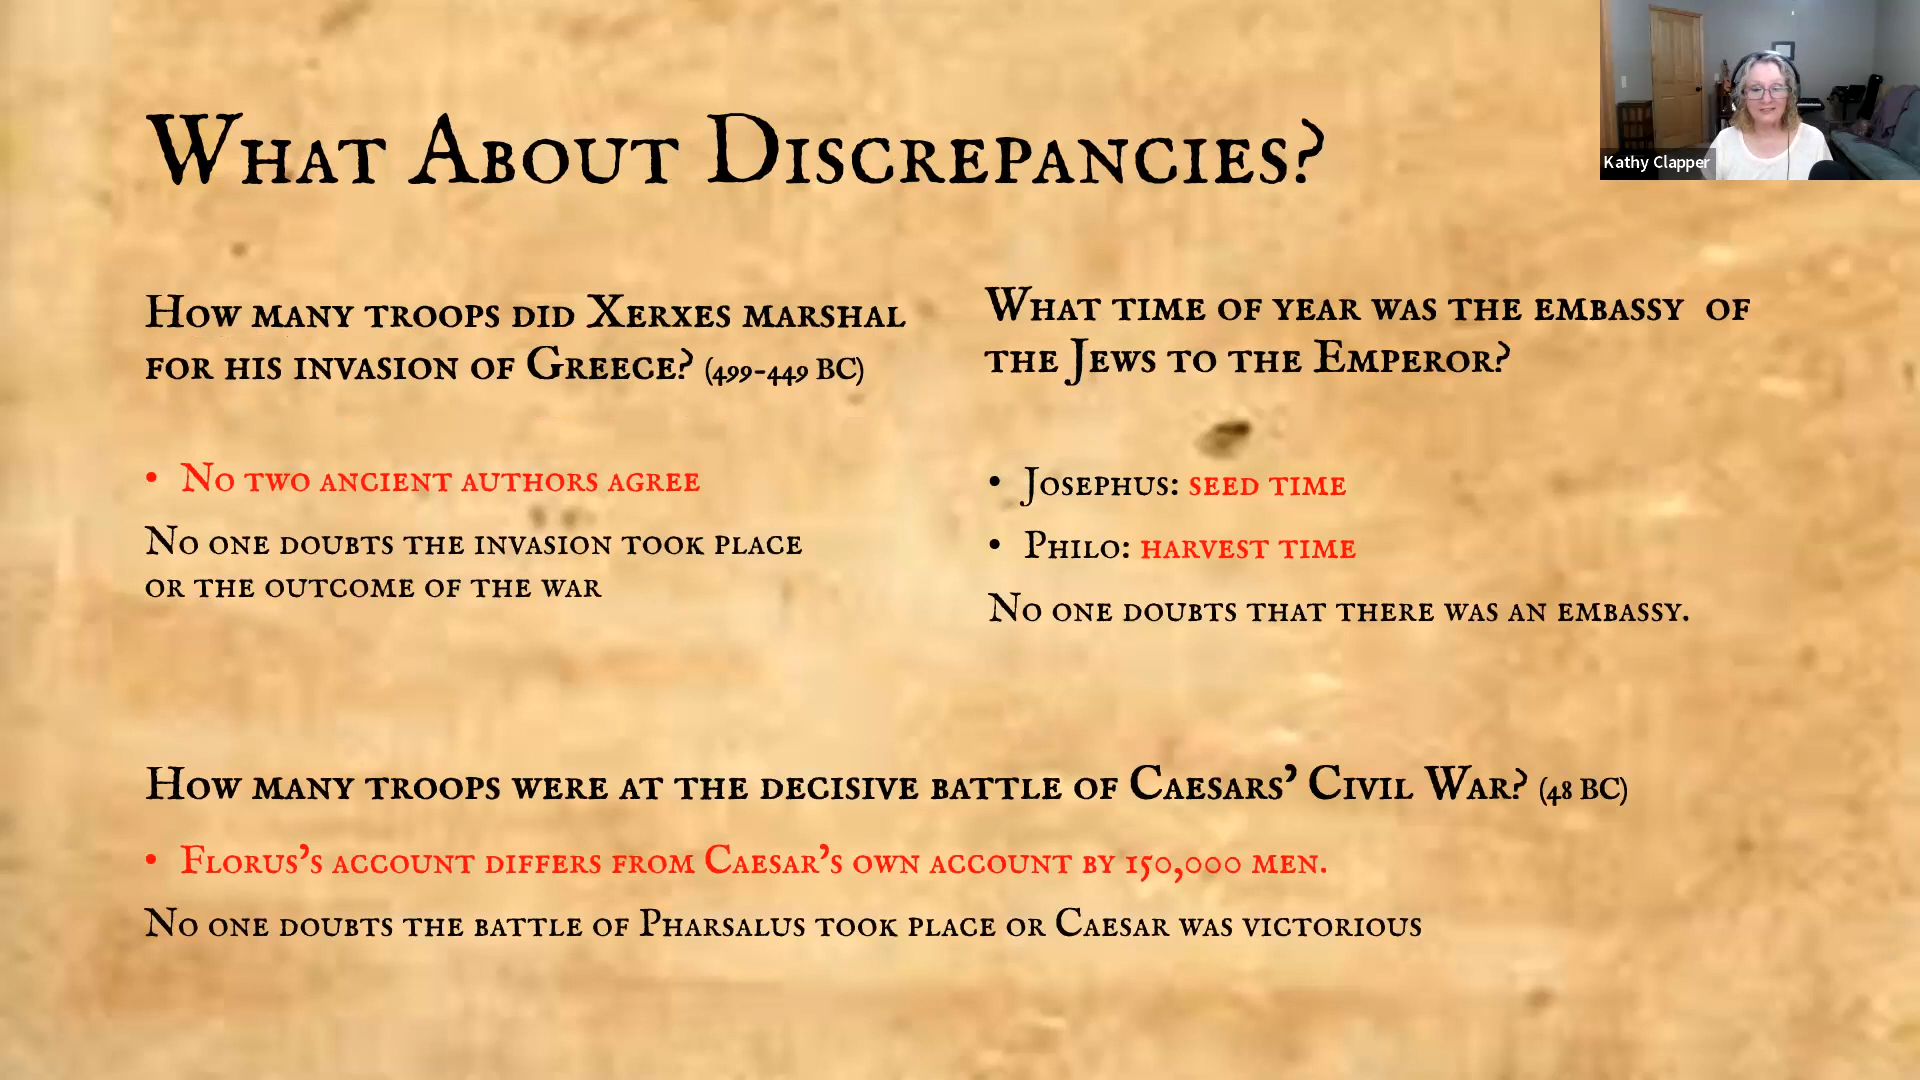 What About Discrepancies?
Kathy Clapper
How many troops did Xerxes marshal
for his invasion of Greece? (499-449 BC)
• No two ancient authors agree
No one doubts the invasion took place
or the outcome of the war
What time of year was the embassy of
the Jews to the Emperor?
• Josephus: seed time
• Philo: harvest time
No one doubts that there was an embassy.
How many troops were at the decisive battle of Caesars’ Civil War? (48 BC)
• Florus’s account differs from Caesar’s own account by 150,000 men.
No one doubts the battle of Pharsalus took place or Caesar was victorious